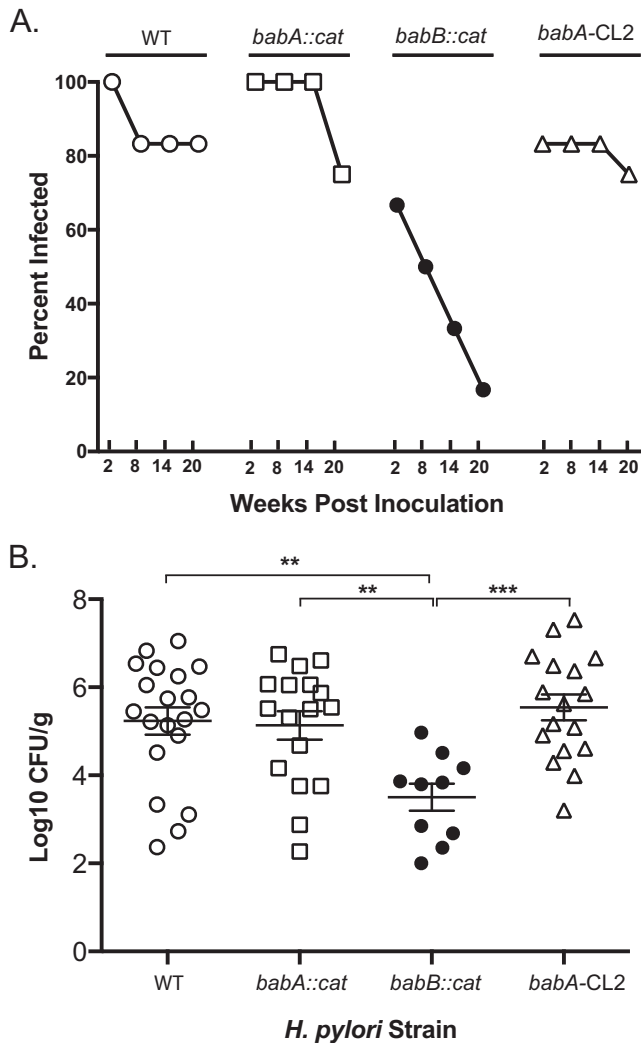 A.
WT babA::cat babB::cat babA-CL2
100
80
60
40
20
0
Percent Infected
2 8 14 20 2 8 14 20 2 8 14 20 2 8 14 20
Weeks Post Inoculation
B.
** 
** ***
8
6
4
2
0
Log10 CFU/g
WT babA::cat babB::cat babA-CL2
H. pylori Strain